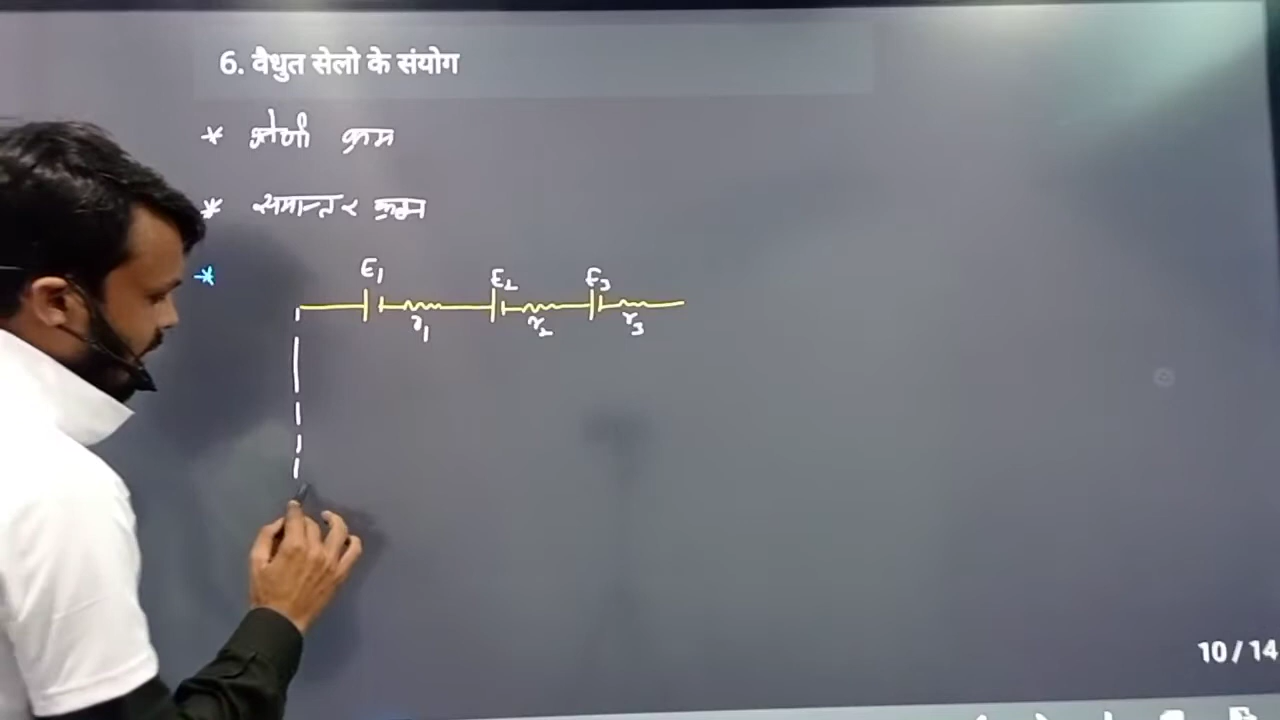 6. वैधुत सेलो के संयोग
* श्रेणी क्रम
* समान्तर क्रम
*
E₁ E₂ E₃
r₁ r₂ r₃
10 / 14